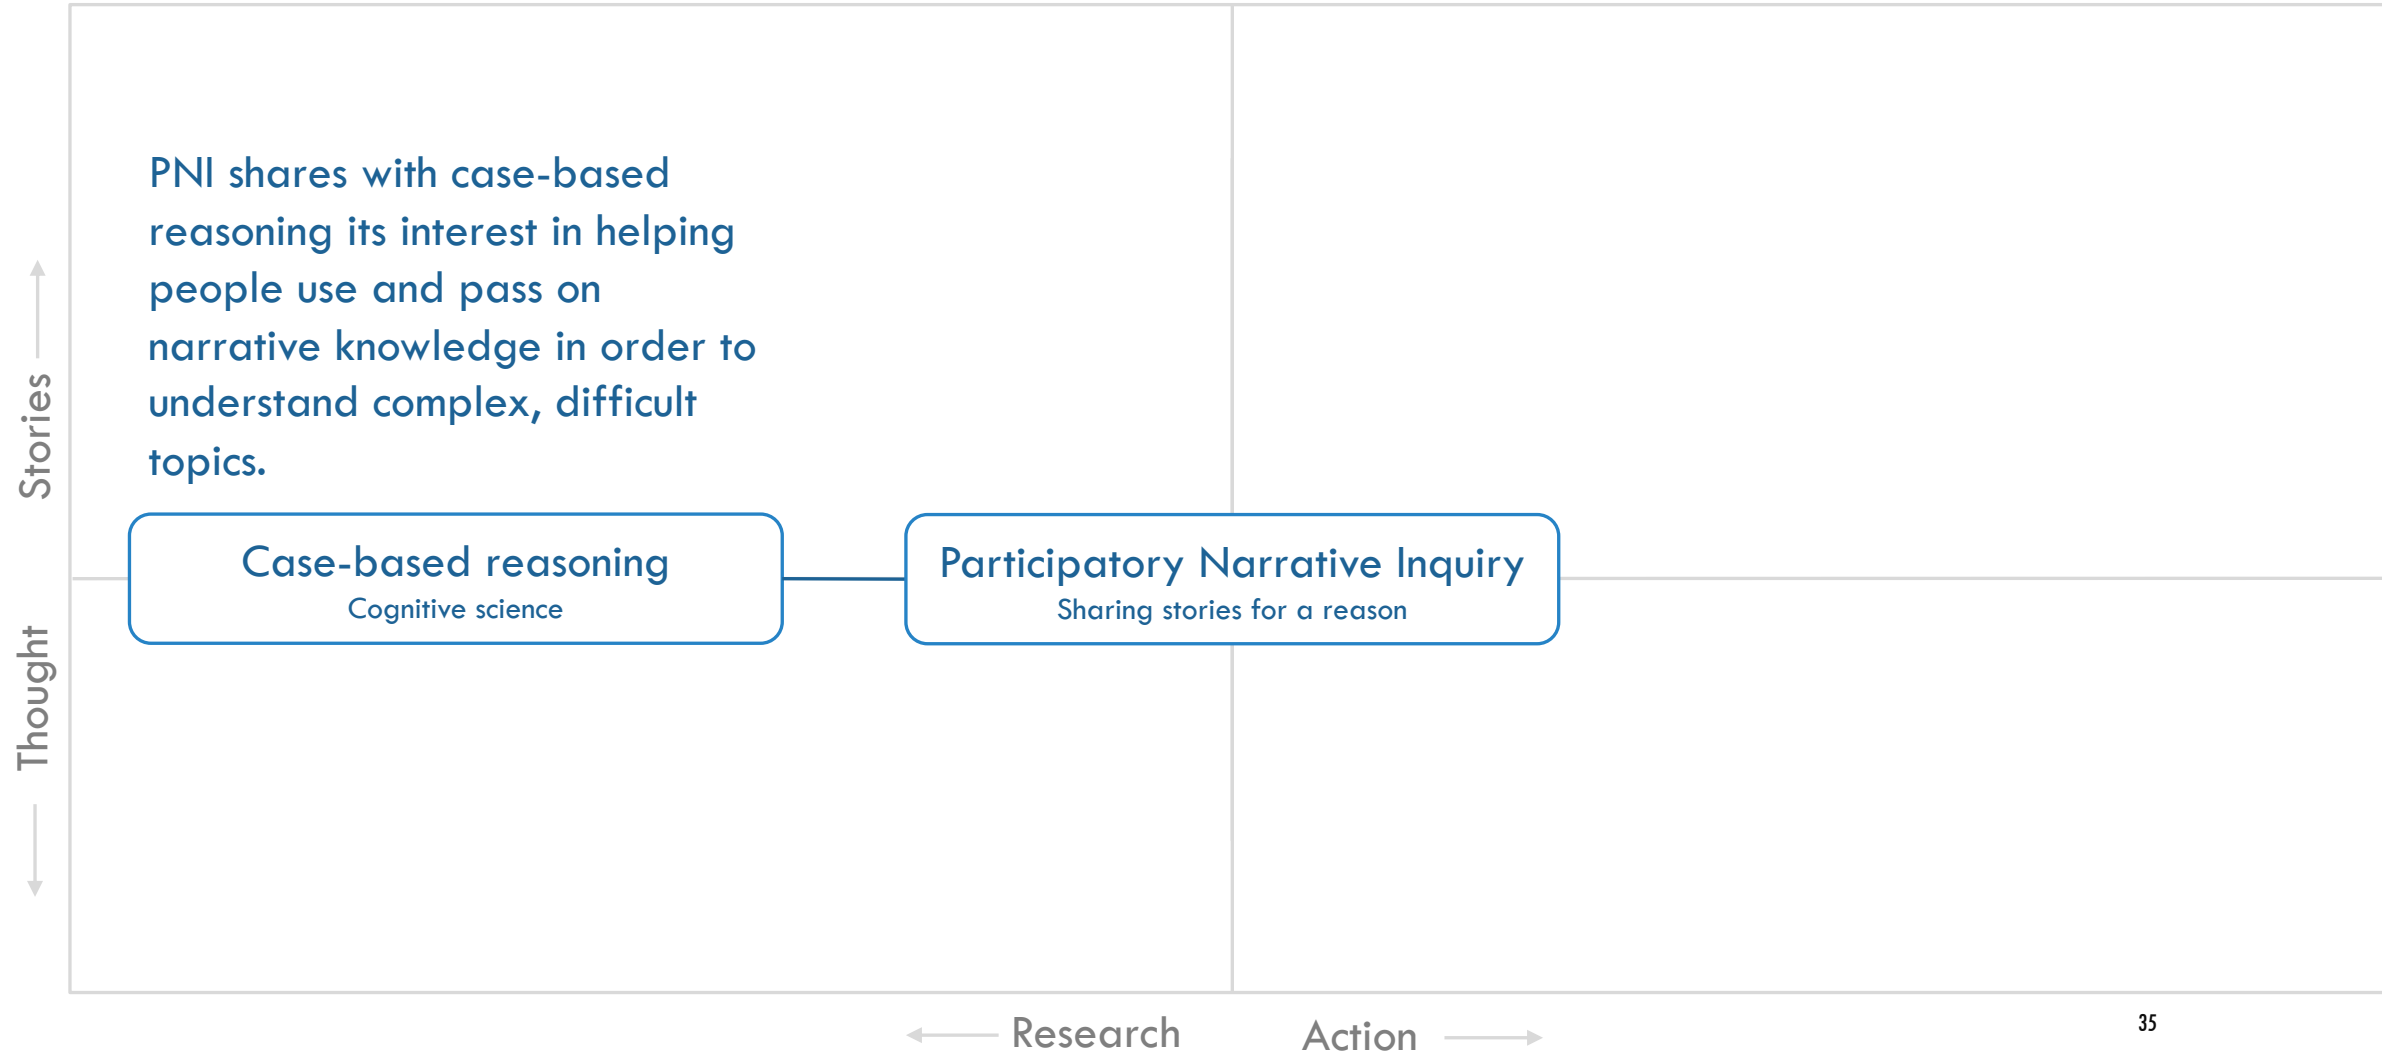 PNI shares with case-based
reasoning its interest in helping
people use and pass on
narrative knowledge in order to
understand complex, difficult
topics.
Stories
Case-based reasoning
Cognitive science
Participatory Narrative Inquiry
Sharing stories for a reason
Thought
Research
Action
35